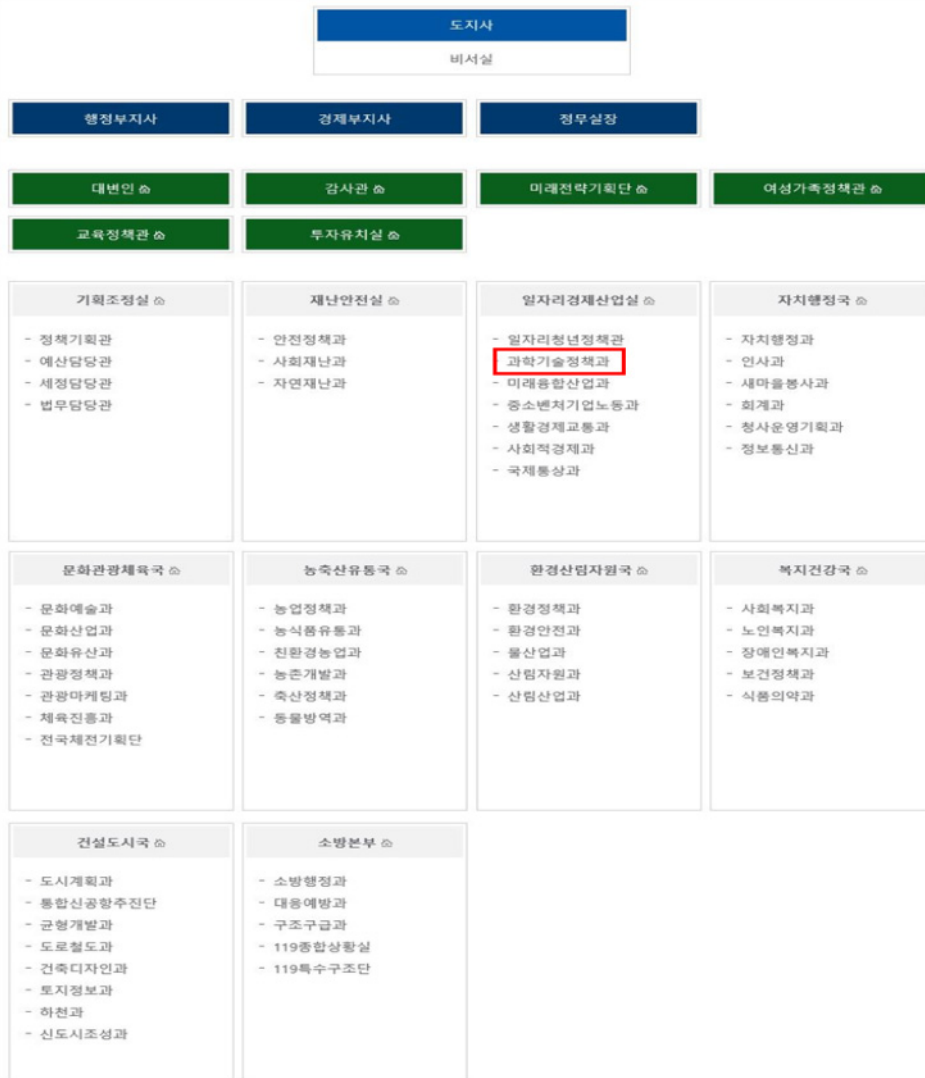 도지사
비서실
행정부지사
경제부지사
정무실장
대변인
감사관
미래전략기획단
여성가족정책관
교육정책관
투자유치실
기획조정실
- 정책기획관
- 예산담당관
- 세정담당관
- 법무담당관
재난안전실
- 안전정책과
- 사회재난과
- 자연재난과
일자리경제산업실
- 일자리청년정책관
- 과학기술정책과
- 미래융합산업과
- 중소벤처기업노동과
- 생활경제교통과
- 사회적경제과
- 국제통상과
자치행정국
- 자치행정과
- 인사과
- 새마을봉사과
- 회계과
- 청사운영기획과
- 정보통신과
문화관광체육국
- 문화예술과
- 문화산업과
- 문화유산과
- 관광정책과
- 관광마케팅과
- 체육진흥과
- 전국체전기획단
농축산유통국
- 농업정책과
- 농식품유통과
- 친환경농업과
- 농촌개발과
- 축산정책과
- 동물방역과
환경산림자원국
- 환경정책과
- 환경안전과
- 물산업과
- 산림자원과
- 산림산업과
복지건강국
- 사회복지과
- 노인복지과
- 장애인복지과
- 보건정책과
- 식품의약과
건설도시국
- 도시계획과
- 통합신공항추진단
- 균형개발과
- 도로철도과
- 건축디자인과
- 토지정보과
- 하천과
- 신도시조성과
소방본부
- 소방행정과
- 대응예방과
- 구조구급과
- 119종합상황실
- 119특수구조단